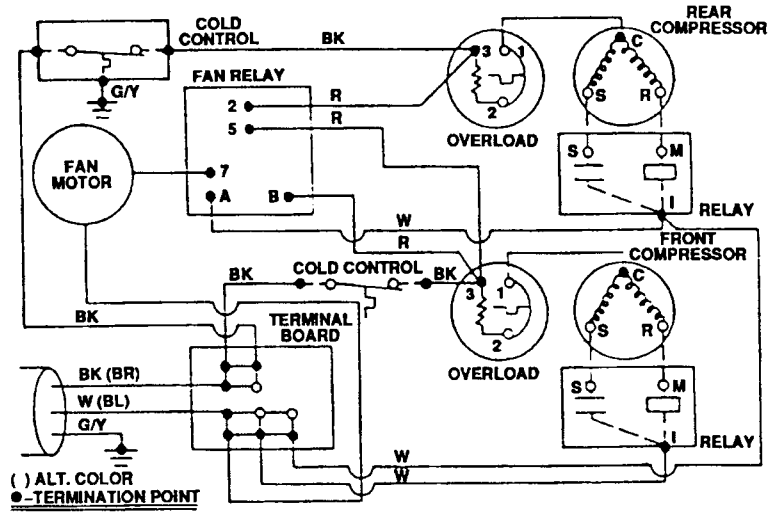 COLD
CONTROL
BK
REAR
COMPRESSOR
G/Y
FAN RELAY
3
1
2
OVERLOAD
C
S
R
2
R
5
R
7
A
B
FAN
MOTOR
S
M
I
RELAY
W
R
FRONT
COMPRESSOR
BK
COLD CONTROL
BK
3
1
2
OVERLOAD
C
S
R
BK
TERMINAL
BOARD
BK (BR)
W (BL)
G/Y
S
M
I
RELAY
W
W
( ) ALT. COLOR
●-TERMINATION POINT